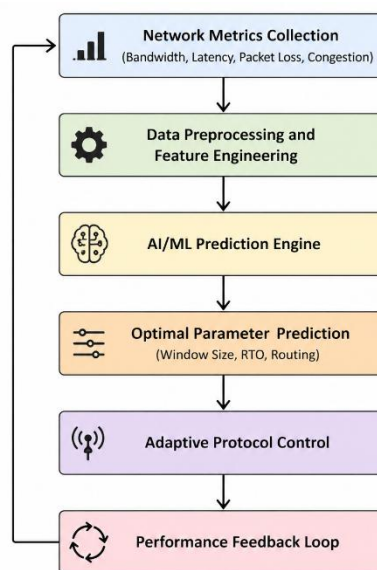 Network Metrics Collection
(Bandwidth, Latency, Packet Loss, Congestion)
Data Preprocessing and
Feature Engineering
AI/ML Prediction Engine
Optimal Parameter Prediction
(Window Size, RTO, Routing)
Adaptive Protocol Control
Performance Feedback Loop